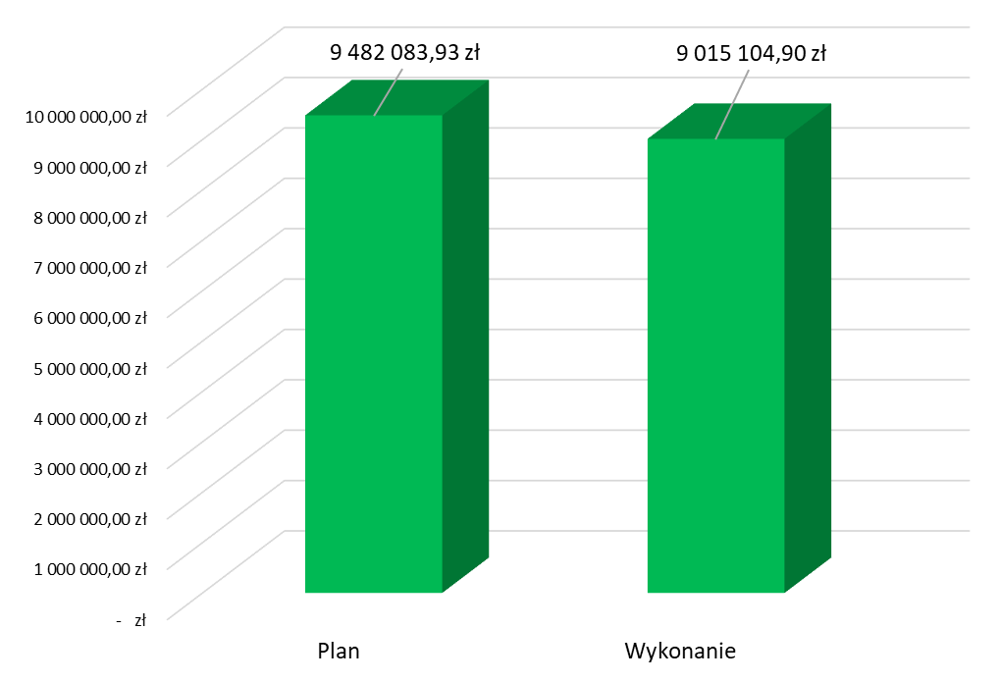 9 482 083,93 zł
9 015 104,90 zł
10 000 000,00 zł
9 000 000,00 zł
8 000 000,00 zł
7 000 000,00 zł
6 000 000,00 zł
5 000 000,00 zł
4 000 000,00 zł
3 000 000,00 zł
2 000 000,00 zł
1 000 000,00 zł
- zł
Plan
Wykonanie